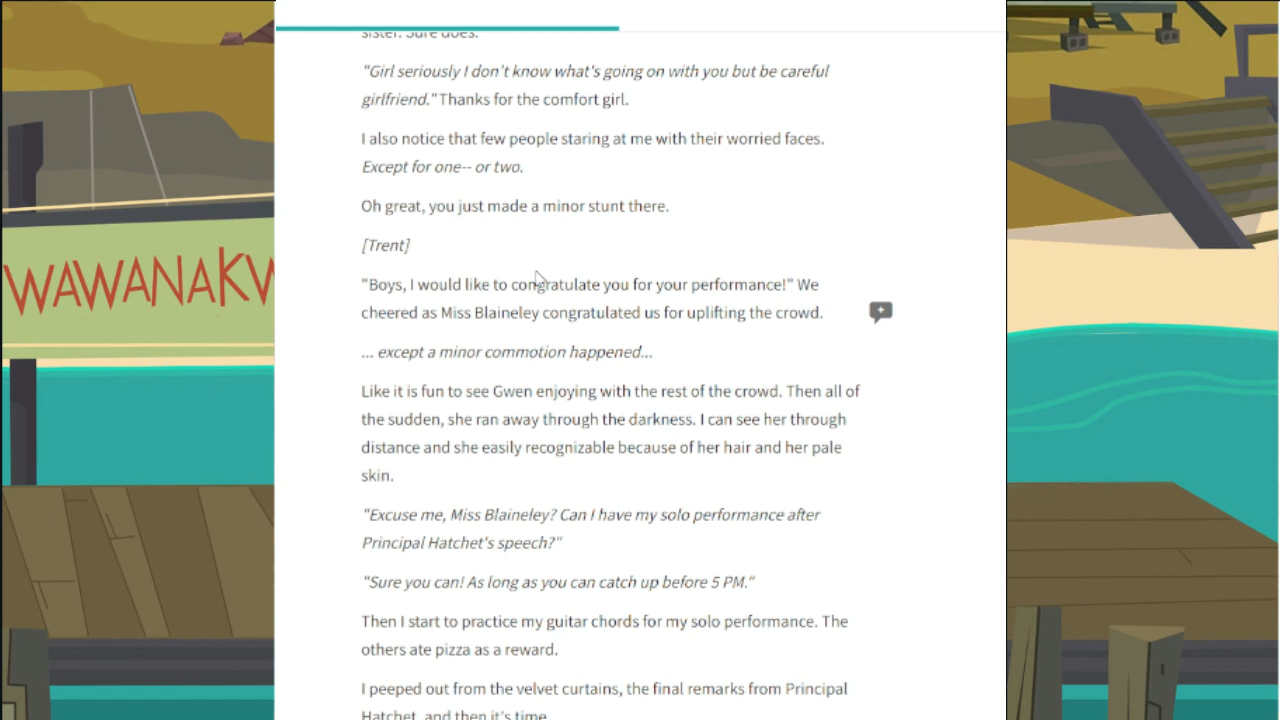 sister. Sure does.
"Girl seriously I don't know what's going on with you but be careful
girlfriend." Thanks for the comfort girl.
I also notice that few people staring at me with their worried faces.
Except for one-- or two.
Oh great, you just made a minor stunt there.
[Trent]
"Boys, I would like to congratulate you for your performance!" We
cheered as Miss Blaineley congratulated us for uplifting the crowd.
... except a minor commotion happened...
Like it is fun to see Gwen enjoying with the rest of the crowd. Then all of
the sudden, she ran away through the darkness. I can see her through
distance and she easily recognizable because of her hair and her pale
skin.
"Excuse me, Miss Blaineley? Can I have my solo performance after
Principal Hatchet's speech?"
"Sure you can! As long as you can catch up before 5 PM."
Then I start to practice my guitar chords for my solo performance. The
others ate pizza as a reward.
I peeped out from the velvet curtains, the final remarks from Principal
Hatchet, and then it's time
WAWANAKW